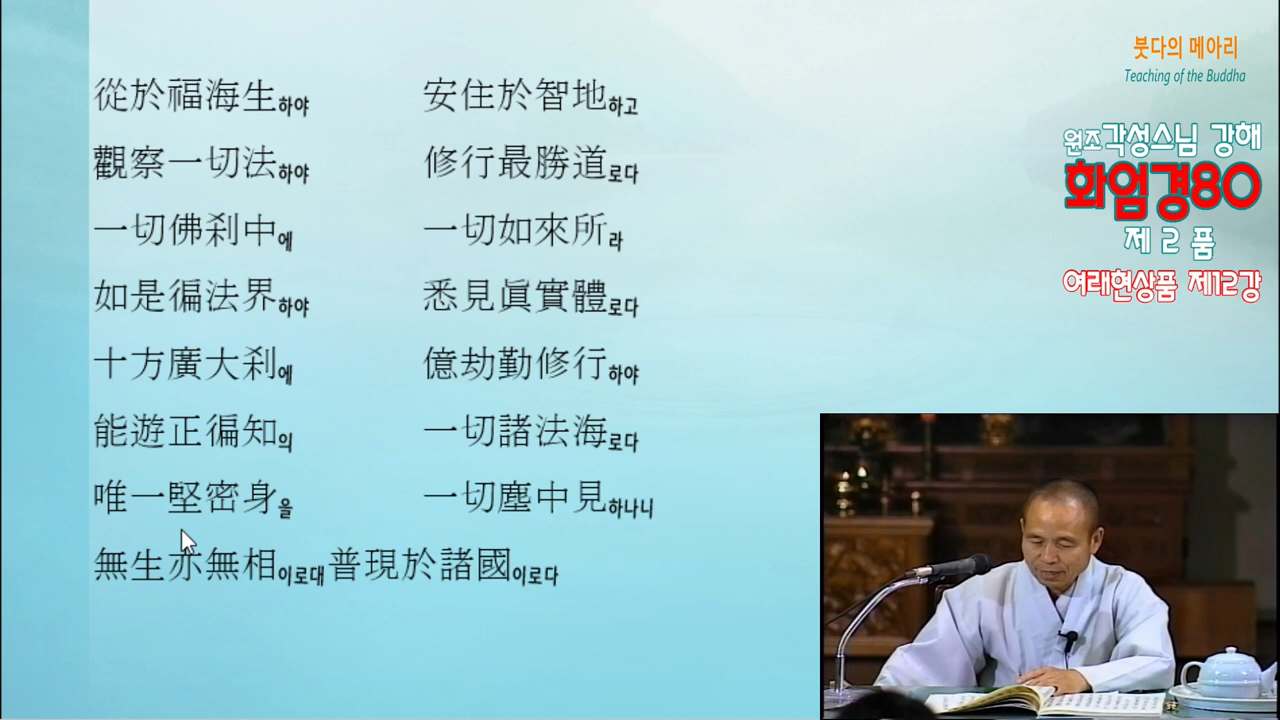 從於福海生하야 安住於智地하고
觀察一切法하야 修行最勝道로다
一切佛刹中에 一切如來所라
如是徧法界하야 悉見眞實體로다
十方廣大刹에 億劫勤修行하야
能遊正徧知의 一切諸法海로다
唯一堅密身을 一切塵中見하나니
無生亦無相이로대 普現於諸國이로다
붓다의 메아리
Teaching of the Buddha
원조각성스님 강해
화엄경80
제2품
여래현상품 제12강